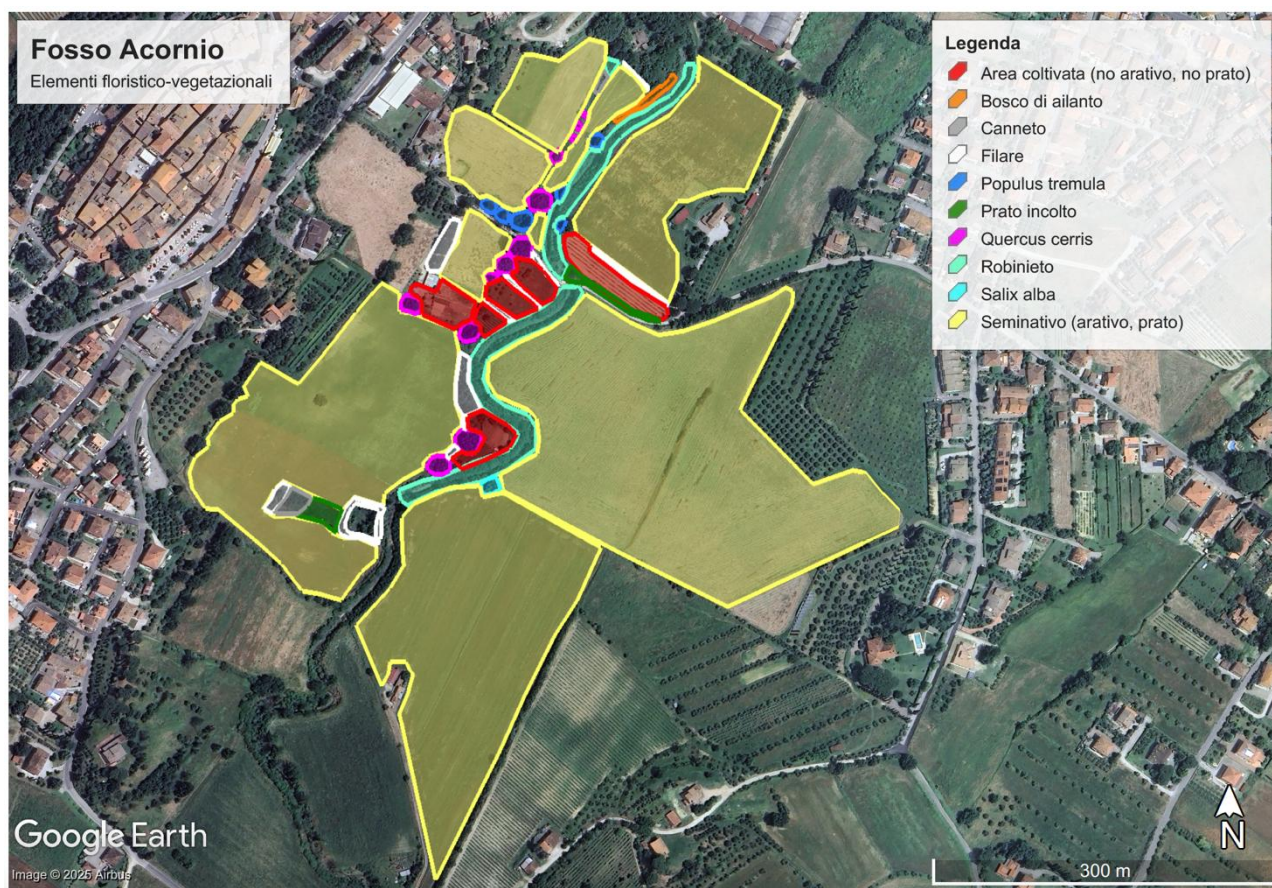 Fosso Acornio
Elementi floristico-vegetazionali
Legenda
Area coltivata (no arativo, no prato)
Bosco di ailanto
Canneto
Filare
Populus tremula
Prato incolto
Quercus cerris
Robinieto
Salix alba
Seminativo (arativo, prato)
Google Earth
Image © 2025 Airbus
N
300 m